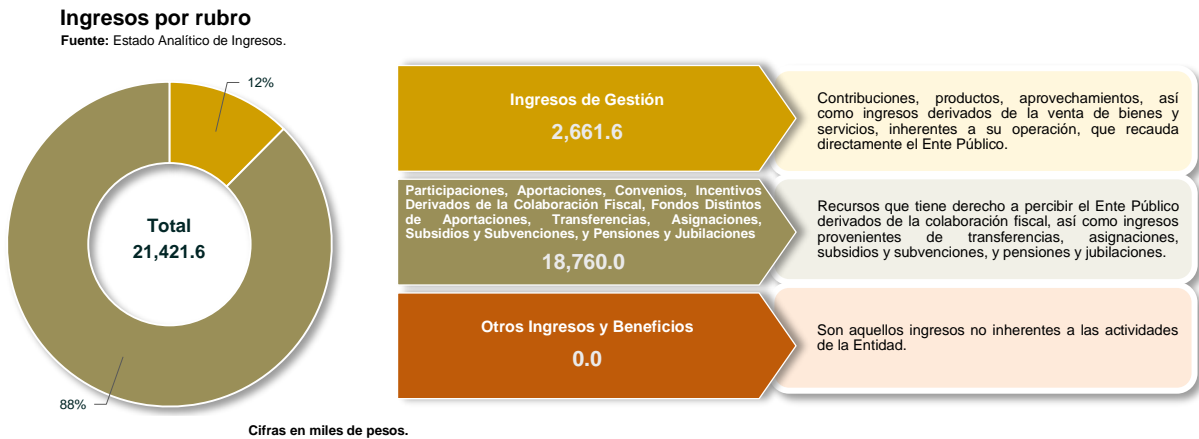 Ingresos por rubro
Fuente: Estado Analítico de Ingresos.
12%
Total
21,421.6
88%
Ingresos de Gestión
2,661.6
Contribuciones, productos, aprovechamientos, así
como ingresos derivados de la venta de bienes y
servicios, inherentes a su operación, que recauda
directamente el Ente Público.
Participaciones, Aportaciones, Convenios, Incentivos
Derivados de la Colaboración Fiscal, Fondos Distintos
de Aportaciones, Transferencias, Asignaciones,
Subsidios y Subvenciones, y Pensiones y Jubilaciones
18,760.0
Recursos que tiene derecho a percibir el Ente Público
derivados de la colaboración fiscal, así como ingresos
provenientes de transferencias, asignaciones,
subsidios y subvenciones, y pensiones y jubilaciones.
Otros Ingresos y Beneficios
0.0
Son aquellos ingresos no inherentes a las actividades
de la Entidad.
Cifras en miles de pesos.